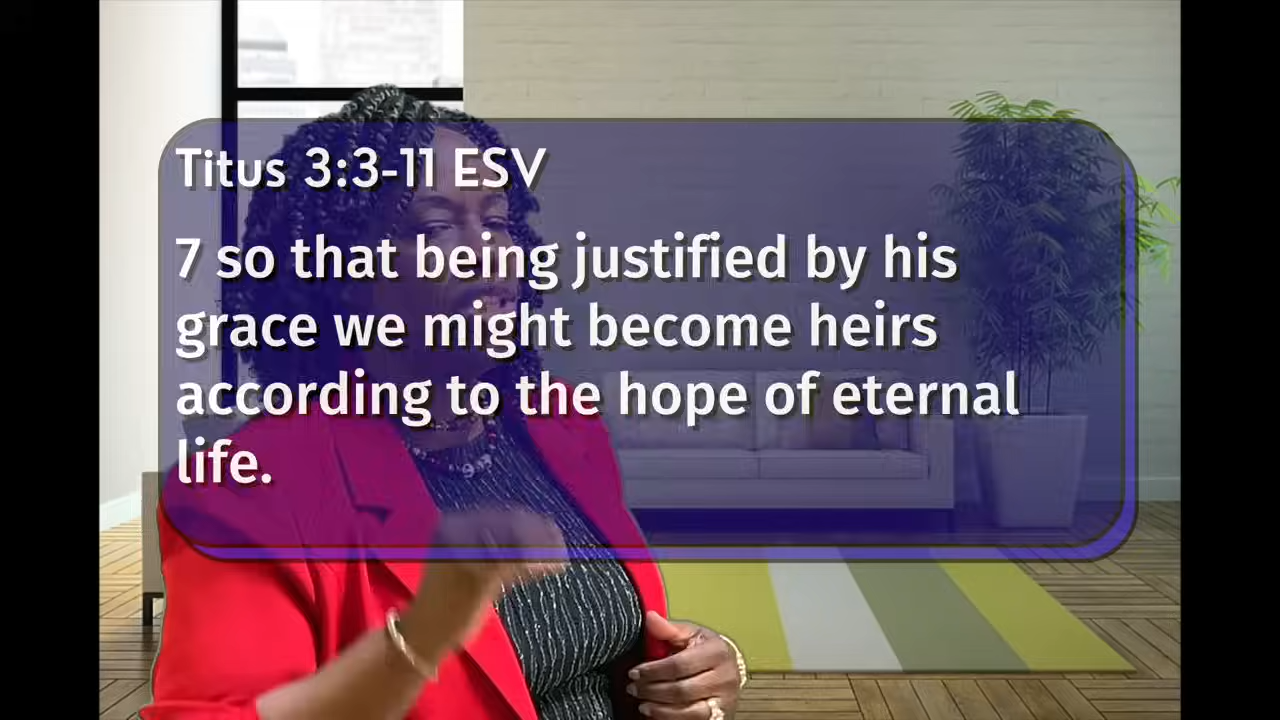 Titus 3:3-11 ESV
7 so that being justified by his
grace we might become heirs
according to the hope of eternal
life.